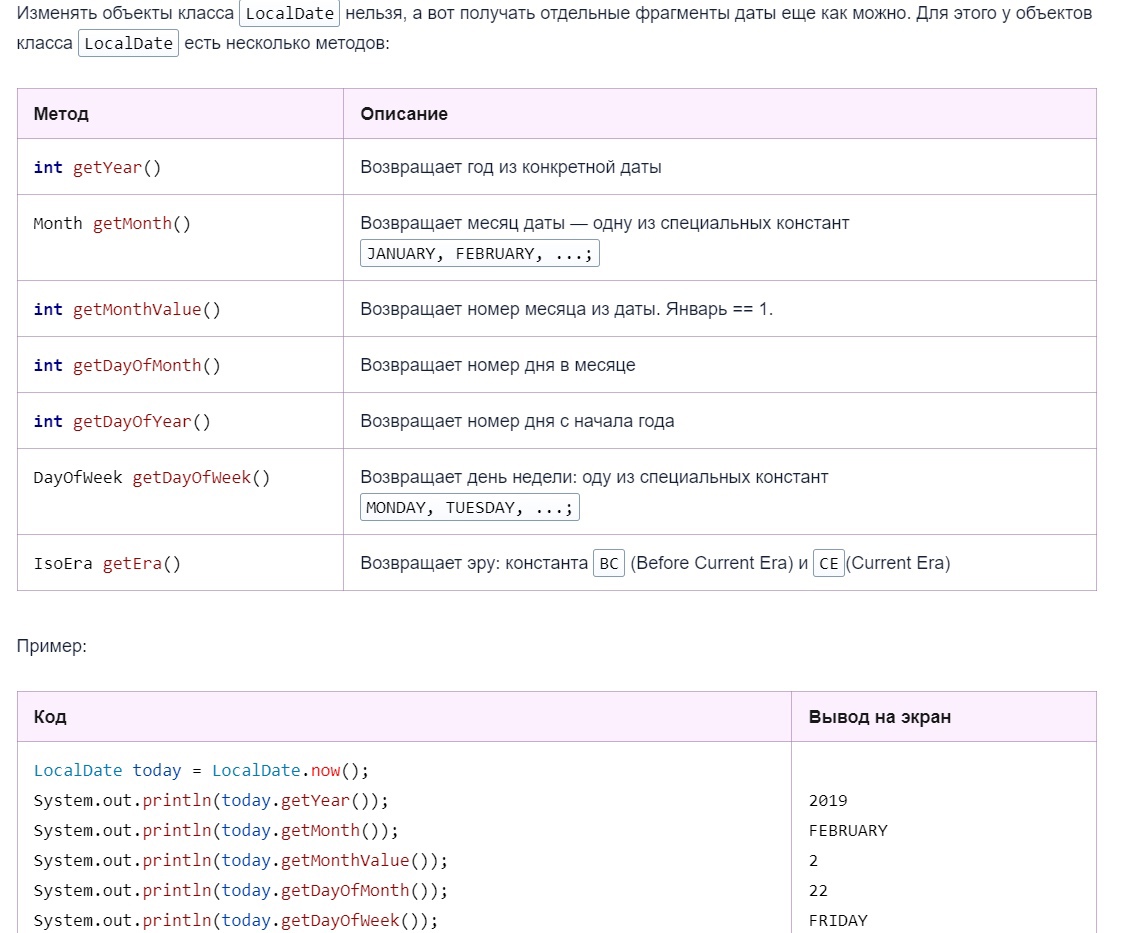 Изменять объекты класса LocalDate нельзя, а вот получать отдельные фрагменты даты еще как можно. Для этого у объектов
класса LocalDate есть несколько методов:
Метод Описание
int getYear() Возвращает год из конкретной даты
Month getMonth() Возвращает месяц даты — одну из специальных констант
JANUARY, FEBRUARY, ...;
int getMonthValue() Возвращает номер месяца из даты. Январь == 1.
int getDayOfMonth() Возвращает номер дня в месяце
int getDayOfYear() Возвращает номер дня с начала года
DayOfWeek getDayOfWeek() Возвращает день недели: оду из специальных констант
MONDAY, TUESDAY, ...;
IsoEra getEra() Возвращает эру: константа BC (Before Current Era) и CE(Current Era)
Пример:
Код Вывод на экран
LocalDate today = LocalDate.now();
System.out.println(today.getYear()); 2019
System.out.println(today.getMonth()); FEBRUARY
System.out.println(today.getMonthValue()); 2
System.out.println(today.getDayOfMonth()); 22
System.out.println(today.getDayOfWeek()); FRIDAY